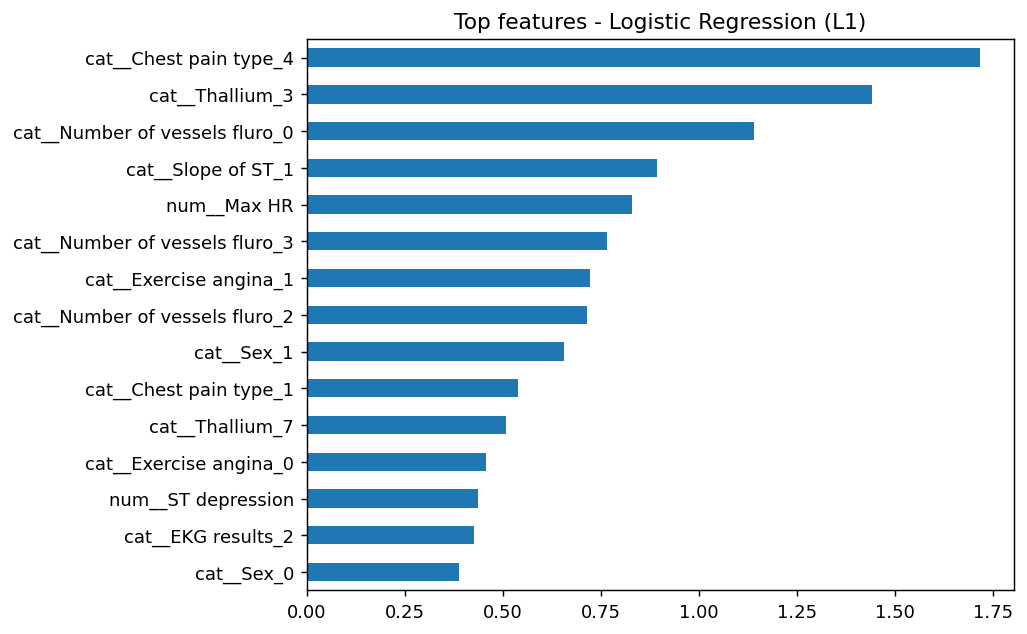 Top features - Logistic Regression (L1)
cat__Chest pain type_4
cat__Thallium_3
cat__Number of vessels fluro_0
cat__Slope of ST_1
num__Max HR
cat__Number of vessels fluro_3
cat__Exercise angina_1
cat__Number of vessels fluro_2
cat__Sex_1
cat__Chest pain type_1
cat__Thallium_7
cat__Exercise angina_0
num__ST depression
cat__EKG results_2
cat__Sex_0
0.00 0.25 0.50 0.75 1.00 1.25 1.50 1.75